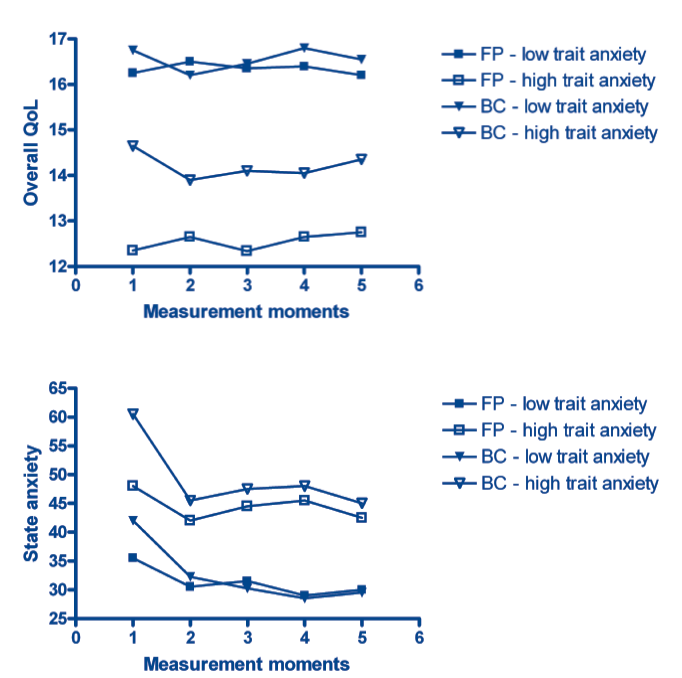 17
16
15
14
13
12
0 1 2 3 4 5 6
Overall QoL
Measurement moments
FP - low trait anxiety
FP - high trait anxiety
BC - low trait anxiety
BC - high trait anxiety
65
60
55
50
45
40
35
30
25
0 1 2 3 4 5 6
State anxiety
Measurement moments
FP - low trait anxiety
FP - high trait anxiety
BC - low trait anxiety
BC - high trait anxiety